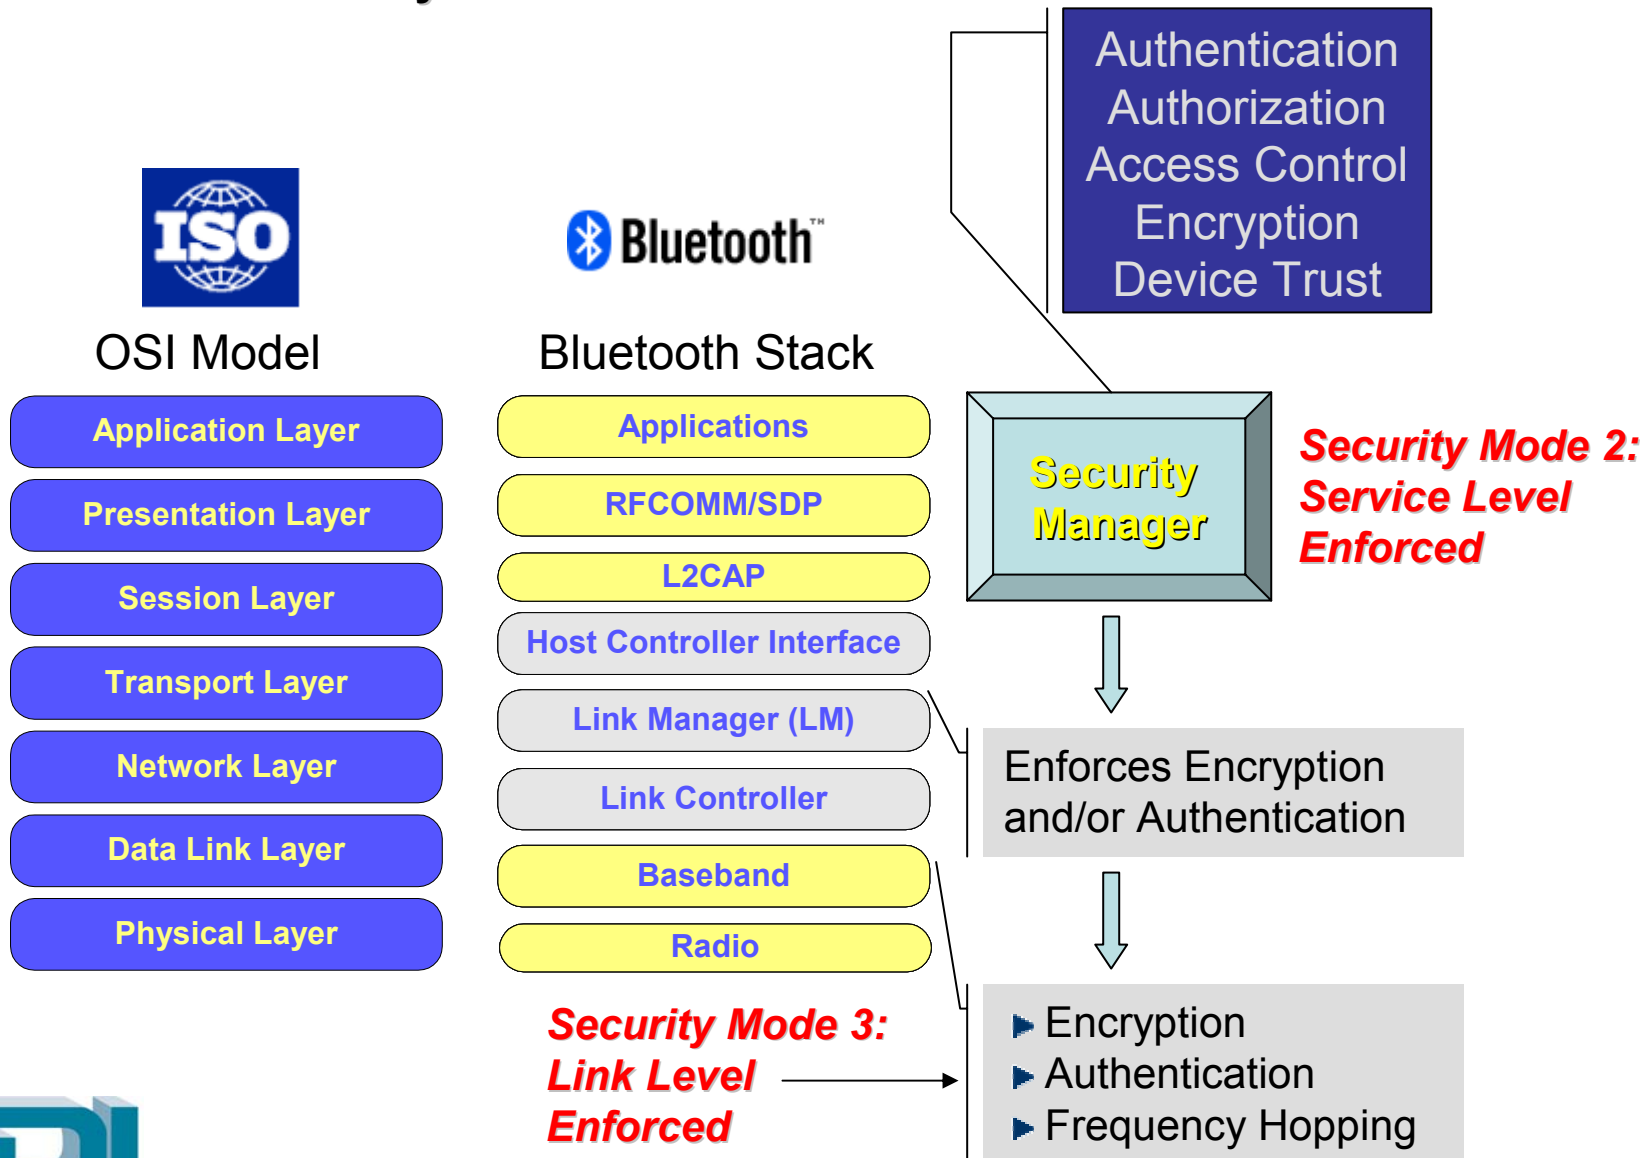 Authentication
Authorization
Access Control
Encryption
Device Trust
ISO
Bluetooth™
OSI Model
Bluetooth Stack
Application Layer
Presentation Layer
Session Layer
Transport Layer
Network Layer
Data Link Layer
Physical Layer
Applications
RFCOMM/SDP
L2CAP
Host Controller Interface
Link Manager (LM)
Link Controller
Baseband
Radio
Security
Manager
Security Mode 2:
Service Level
Enforced
Enforces Encryption
and/or Authentication
Security Mode 3:
Link Level
Enforced
Encryption
Authentication
Frequency Hopping